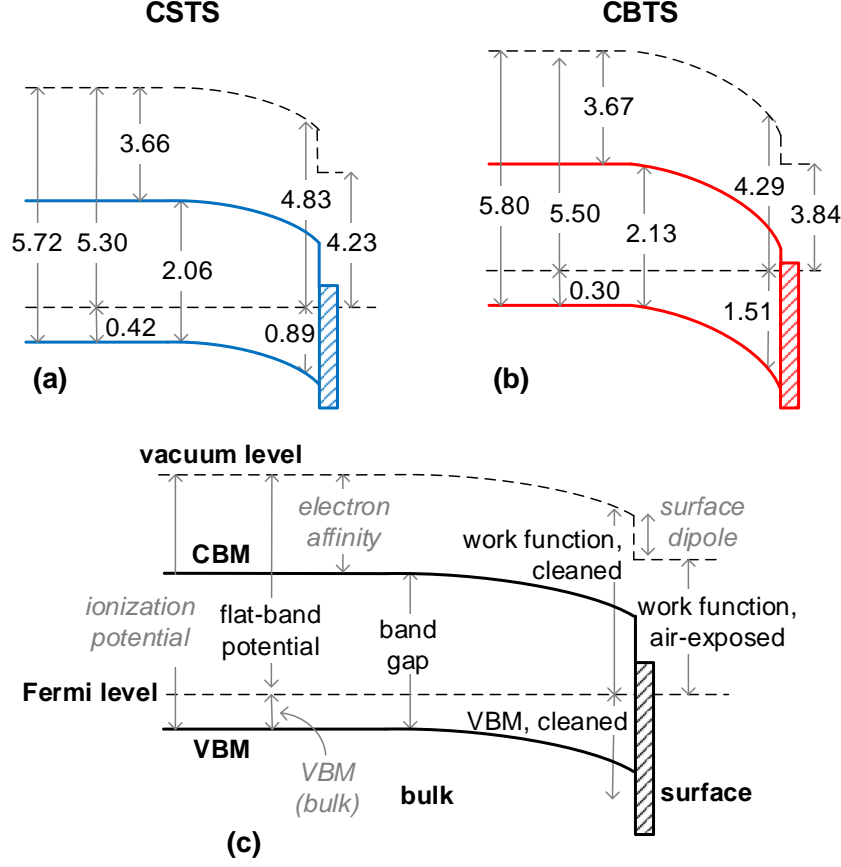 CSTS
CBTS
3.66
4.83
5.72
5.30
4.23
2.06
0.42
0.89
(a)
3.67
4.29
5.80
5.50
3.84
2.13
0.30
1.51
(b)
vacuum level
electron
affinity
surface
dipole
CBM
work function,
cleaned
ionization
potential
flat-band
potential
band
gap
work function,
air-exposed
Fermi level
VBM, cleaned
VBM
VBM
(bulk)
bulk
surface
(c)